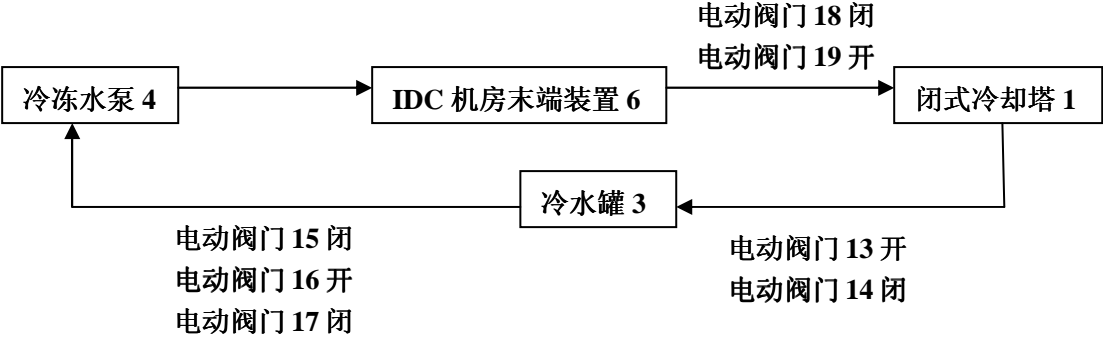 电动阀门 18 闭
电动阀门 19 开
冷冻水泵 4
IDC 机房末端装置 6
闭式冷却塔 1
冷水罐 3
电动阀门 15 闭
电动阀门 16 开
电动阀门 17 闭
电动阀门 13 开
电动阀门 14 闭